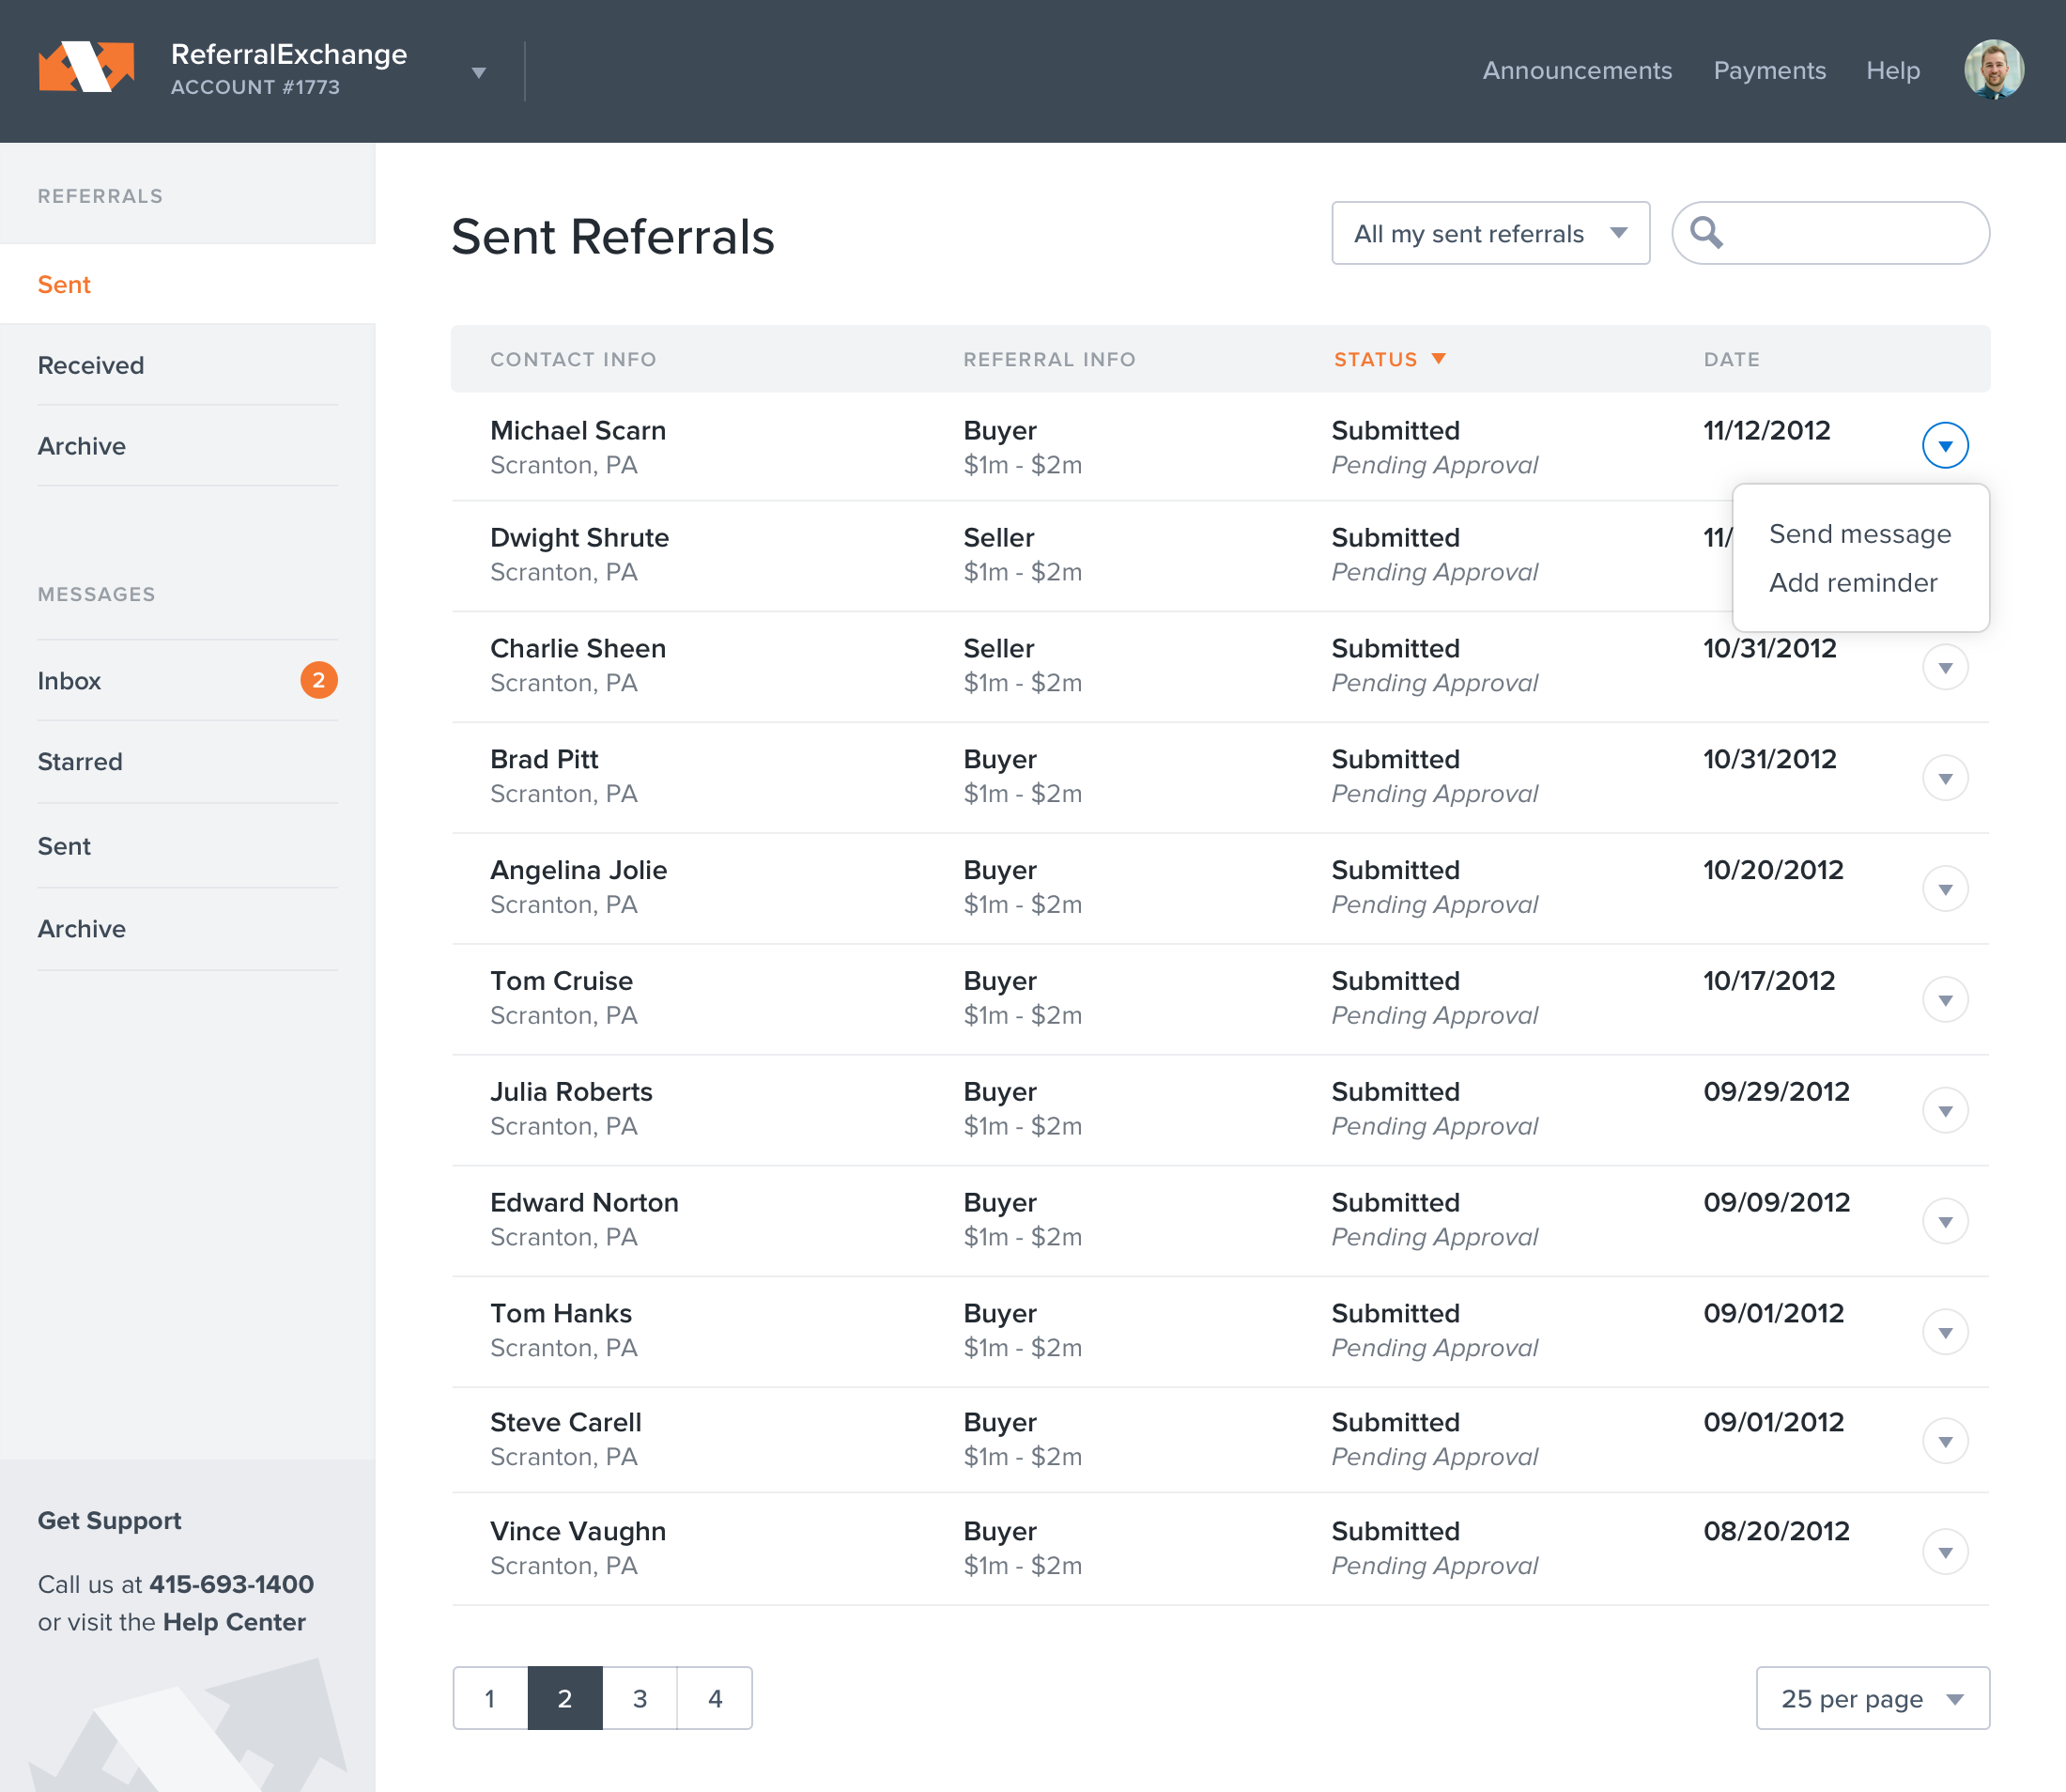 ReferralExchange
ACCOUNT #1773
Announcements Payments Help
REFERRALS
Sent
Received
Archive
MESSAGES
Inbox 2
Starred
Sent
Archive
Get Support
Call us at 415-693-1400
or visit the Help Center
Sent Referrals
All my sent referrals
CONTACT INFO REFERRAL INFO STATUS DATE
Michael Scarn Buyer Submitted 11/12/2012
Scranton, PA $1m - $2m Pending Approval
Send message
Add reminder
Dwight Shrute Seller Submitted 11/
Scranton, PA $1m - $2m Pending Approval
Charlie Sheen Seller Submitted 10/31/2012
Scranton, PA $1m - $2m Pending Approval
Brad Pitt Buyer Submitted 10/31/2012
Scranton, PA $1m - $2m Pending Approval
Angelina Jolie Buyer Submitted 10/20/2012
Scranton, PA $1m - $2m Pending Approval
Tom Cruise Buyer Submitted 10/17/2012
Scranton, PA $1m - $2m Pending Approval
Julia Roberts Buyer Submitted 09/29/2012
Scranton, PA $1m - $2m Pending Approval
Edward Norton Buyer Submitted 09/09/2012
Scranton, PA $1m - $2m Pending Approval
Tom Hanks Buyer Submitted 09/01/2012
Scranton, PA $1m - $2m Pending Approval
Steve Carell Buyer Submitted 09/01/2012
Scranton, PA $1m - $2m Pending Approval
Vince Vaughn Buyer Submitted 08/20/2012
Scranton, PA $1m - $2m Pending Approval
1 2 3 4
25 per page